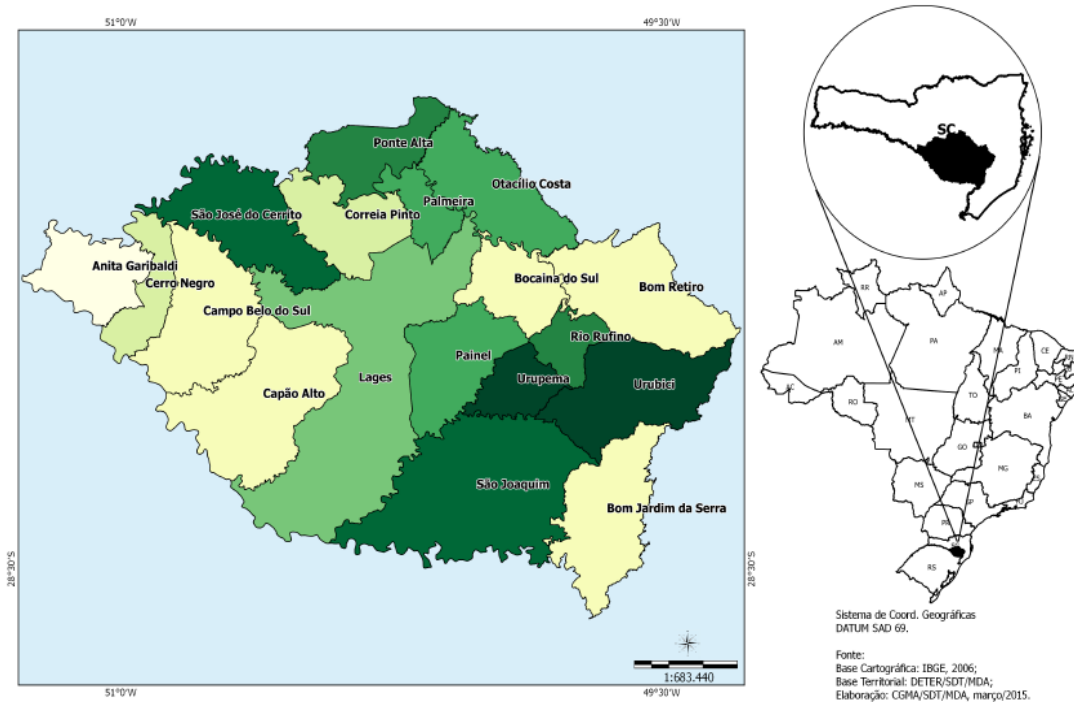 51°0'W
49°30'W
Ponte Alta
Otacílio Costa
Palmeira
São José do Cerrito
Correia Pinto
Anita Garibaldi
Cerro Negro
Bocaina do Sul
Bom Retiro
Campo Belo do Sul
Rio Rufino
Painel
Urupema
Urubici
Lages
Capão Alto
São Joaquim
Bom Jardim da Serra
28°30'S
28°30'S
1:683.440
51°0'W
49°30'W
SC
RR
AP
AM
PA
MA
CE
RN
PI
PE
AC
TO
RO
BA
MT
GO
MG
MS
SP
PR
RS
Sistema de Coord. Geográficas
DATUM SAD 69.
Fonte:
Base Cartográfica: IBGE, 2006;
Base Territorial: DETER/SDT/MDA;
Elaboração: CGMA/SDT/MDA, março/2015.